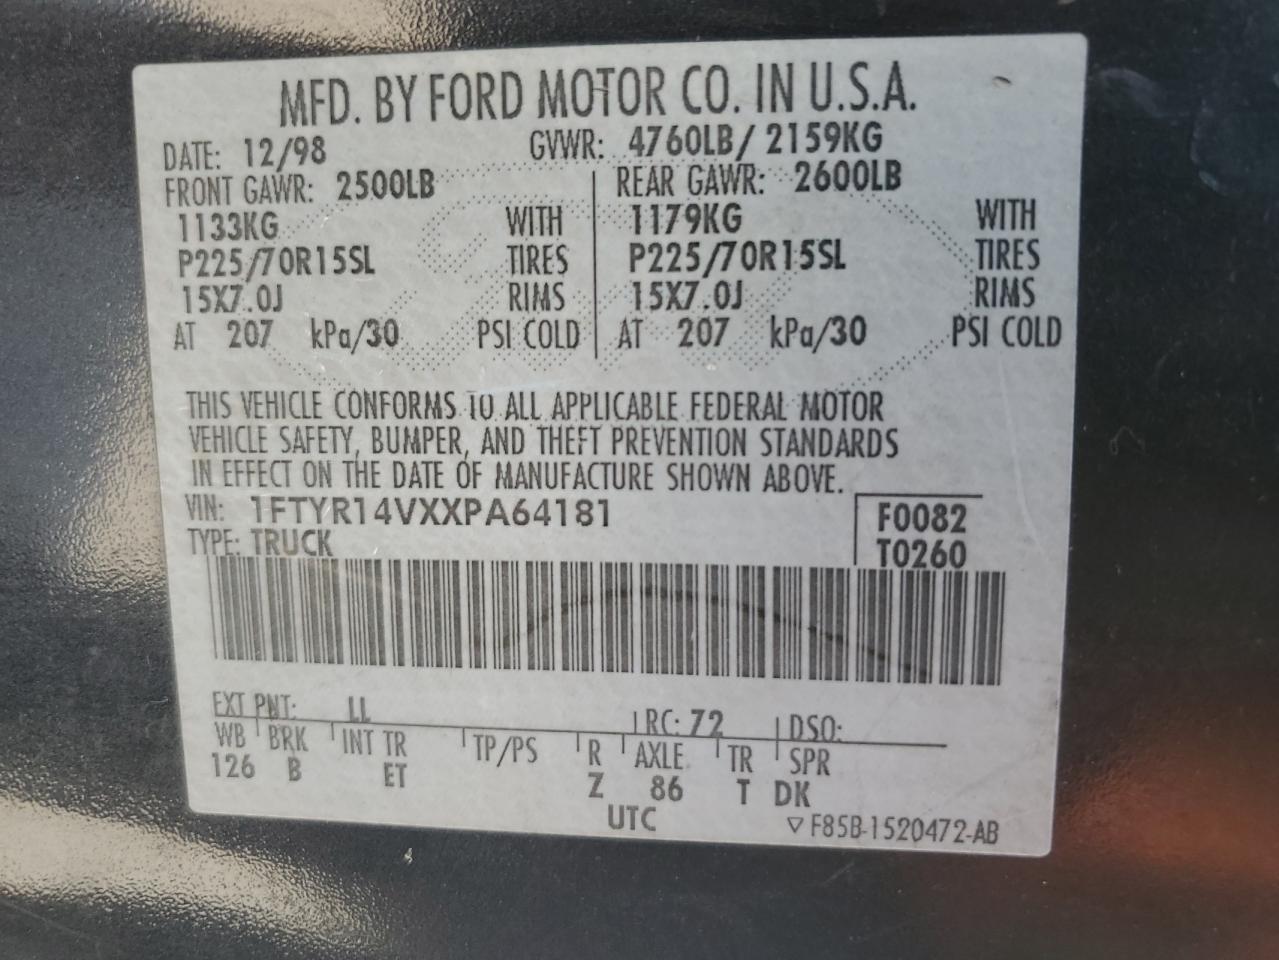 MFD. BY FORD MOTOR CO. IN U.S.A.
DATE: 12/98 GVWR: 4760LB/ 2159KG
FRONT GAWR: 2500LB REAR GAWR: 2600LB
1133KG WITH 1179KG WITH
P225/70R15SL TIRES P225/70R15SL TIRES
15X7.0J RIMS 15X7.0J RIMS
AT 207 kPa/30 PSI COLD AT 207 kPa/30 PSI COLD
THIS VEHICLE CONFORMS TO ALL APPLICABLE FEDERAL MOTOR
VEHICLE SAFETY, BUMPER, AND THEFT PREVENTION STANDARDS
IN EFFECT ON THE DATE OF MANUFACTURE SHOWN ABOVE.
VIN: 1FTYR14VXXPA64181 F0082
TYPE: TRUCK T0260
EXT PNT: LL RC: 72 DSO:
WB BRK INT TR TP/PS R AXLE TR SPR
126 B ET Z 86 T DK
UTC ▽ F85B-1520472-AB